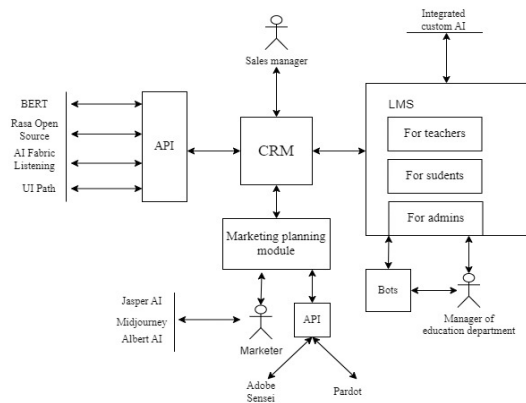 Integrated
custom AI
Sales manager
BERT
Rasa Open
Source
AI Fabric
Listening
UI Path
API
CRM
LMS
For teachers
For sudents
For admins
Marketing planning
module
Jasper AI
Midjourney
Albert AI
Marketer
API
Bots
Manager of
education department
Adobe
Sensei
Pardot